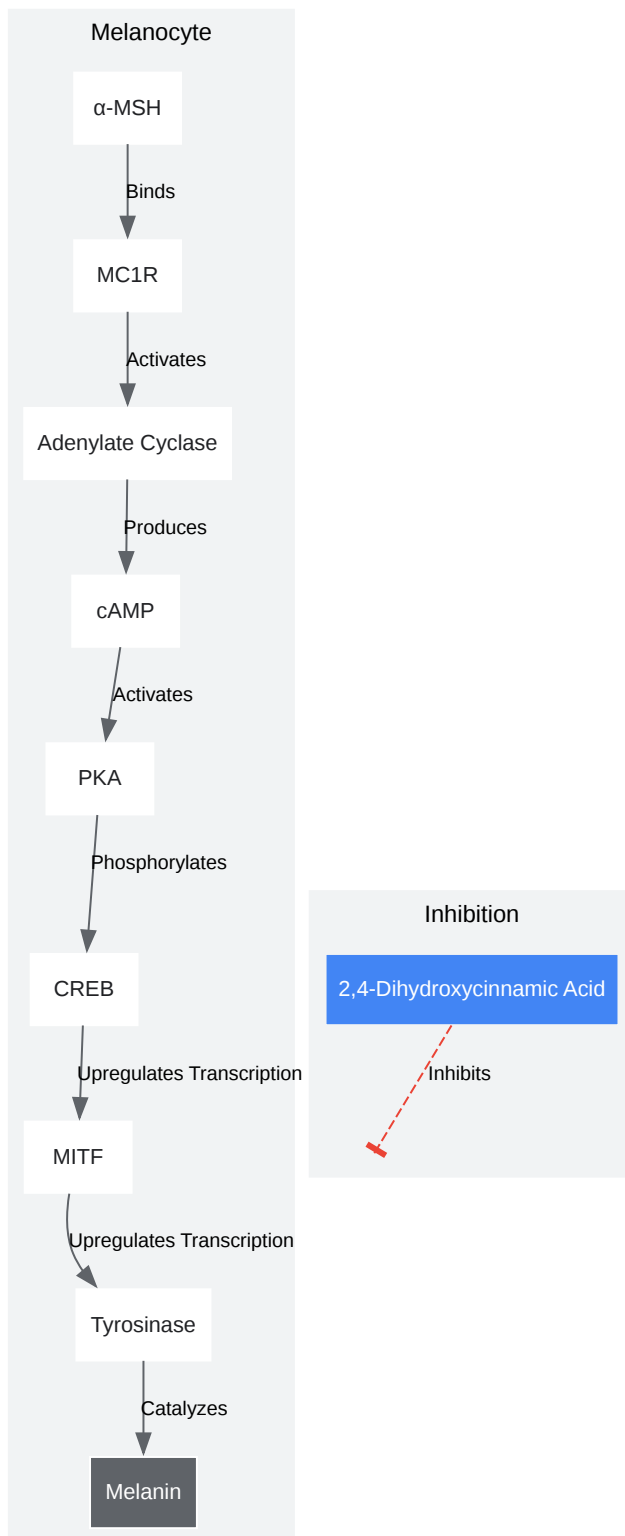 Melanocyte
α-MSH
Binds
MC1R
Activates
Adenylate Cyclase
Produces
cAMP
Activates
PKA
Phosphorylates
CREB
Upregulates Transcription
MITF
Upregulates Transcription
Tyrosinase
Catalyzes
Melanin
Inhibition
2,4-Dihydroxycinnamic Acid
Inhibits